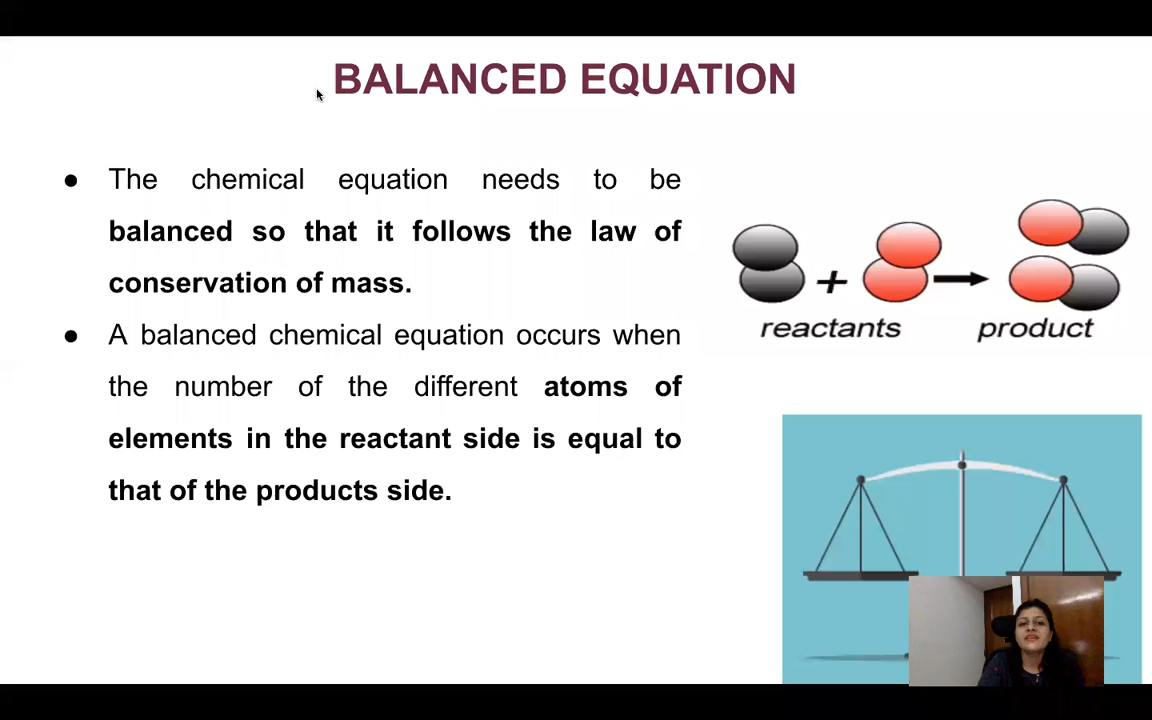 BALANCED EQUATION
● The chemical equation needs to be
balanced so that it follows the law of
conservation of mass.
● A balanced chemical equation occurs when
the number of the different atoms of
elements in the reactant side is equal to
that of the products side.
+
reactants product